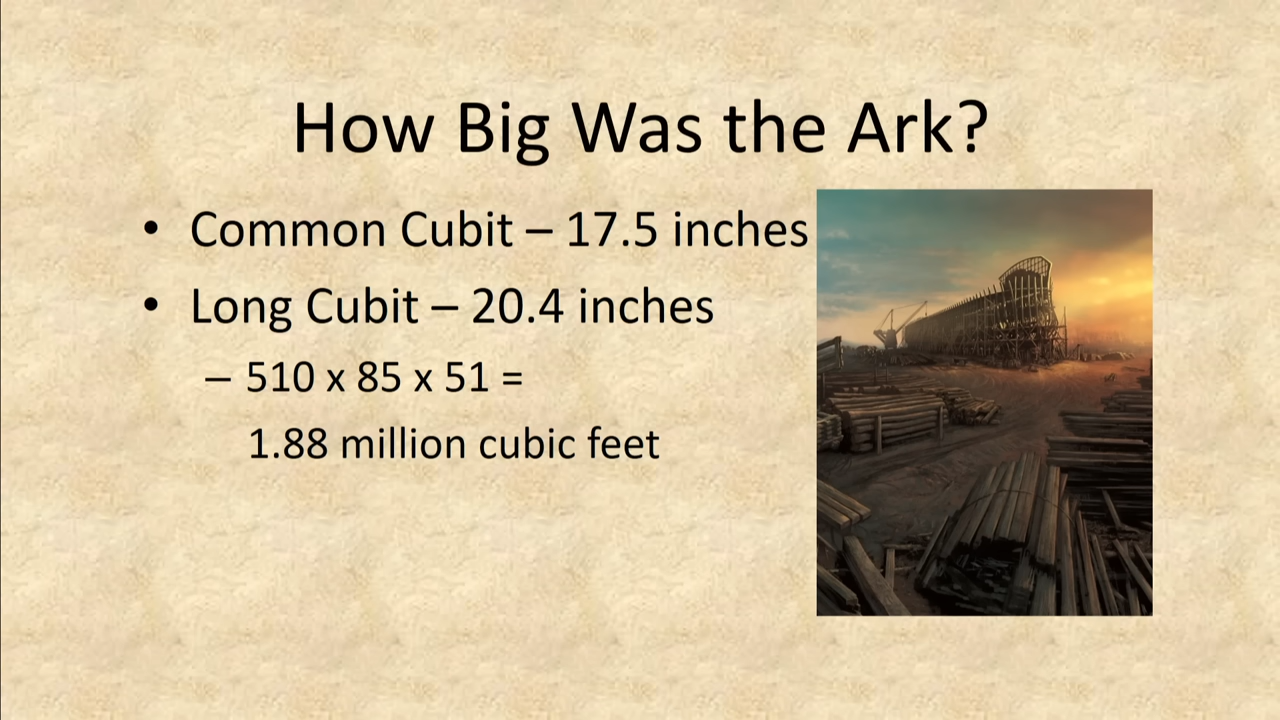 How Big Was the Ark?
• Common Cubit – 17.5 inches
• Long Cubit – 20.4 inches
– 510 x 85 x 51 =
1.88 million cubic feet